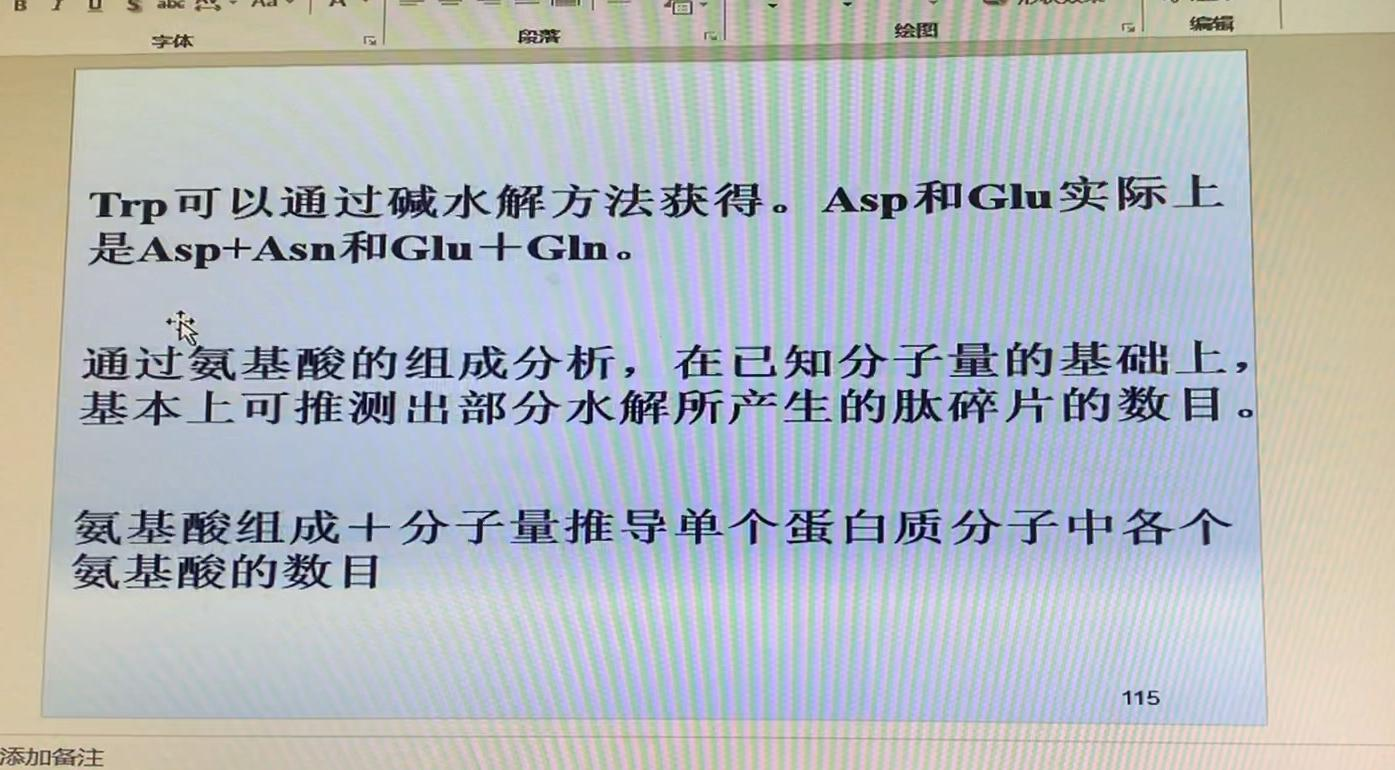 B I U S abc AV Aa A
字体 段落 绘图 编辑
Trp可以通过碱水解方法获得。Asp和Glu实际上
是Asp+Asn和Glu＋Gln。
通过氨基酸的组成分析，在已知分子量的基础上，
基本上可推测出部分水解所产生的肽碎片的数目。
氨基酸组成＋分子量推导单个蛋白质分子中各个
氨基酸的数目
115
添加备注